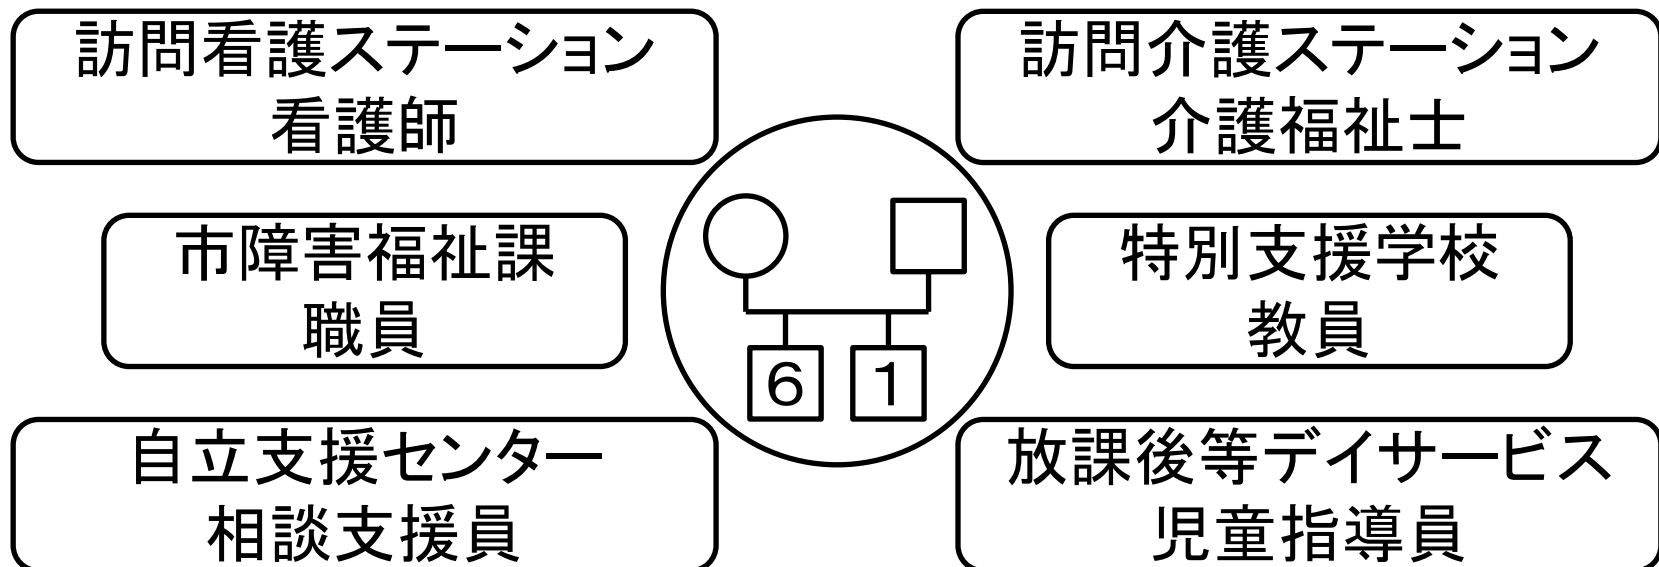 訪問看護ステーション
看護師
訪問介護ステーション
介護福祉士
市障害福祉課
職員
特別支援学校
教員
6
1
自立支援センター
相談支援員
放課後等デイサービス
児童指導員